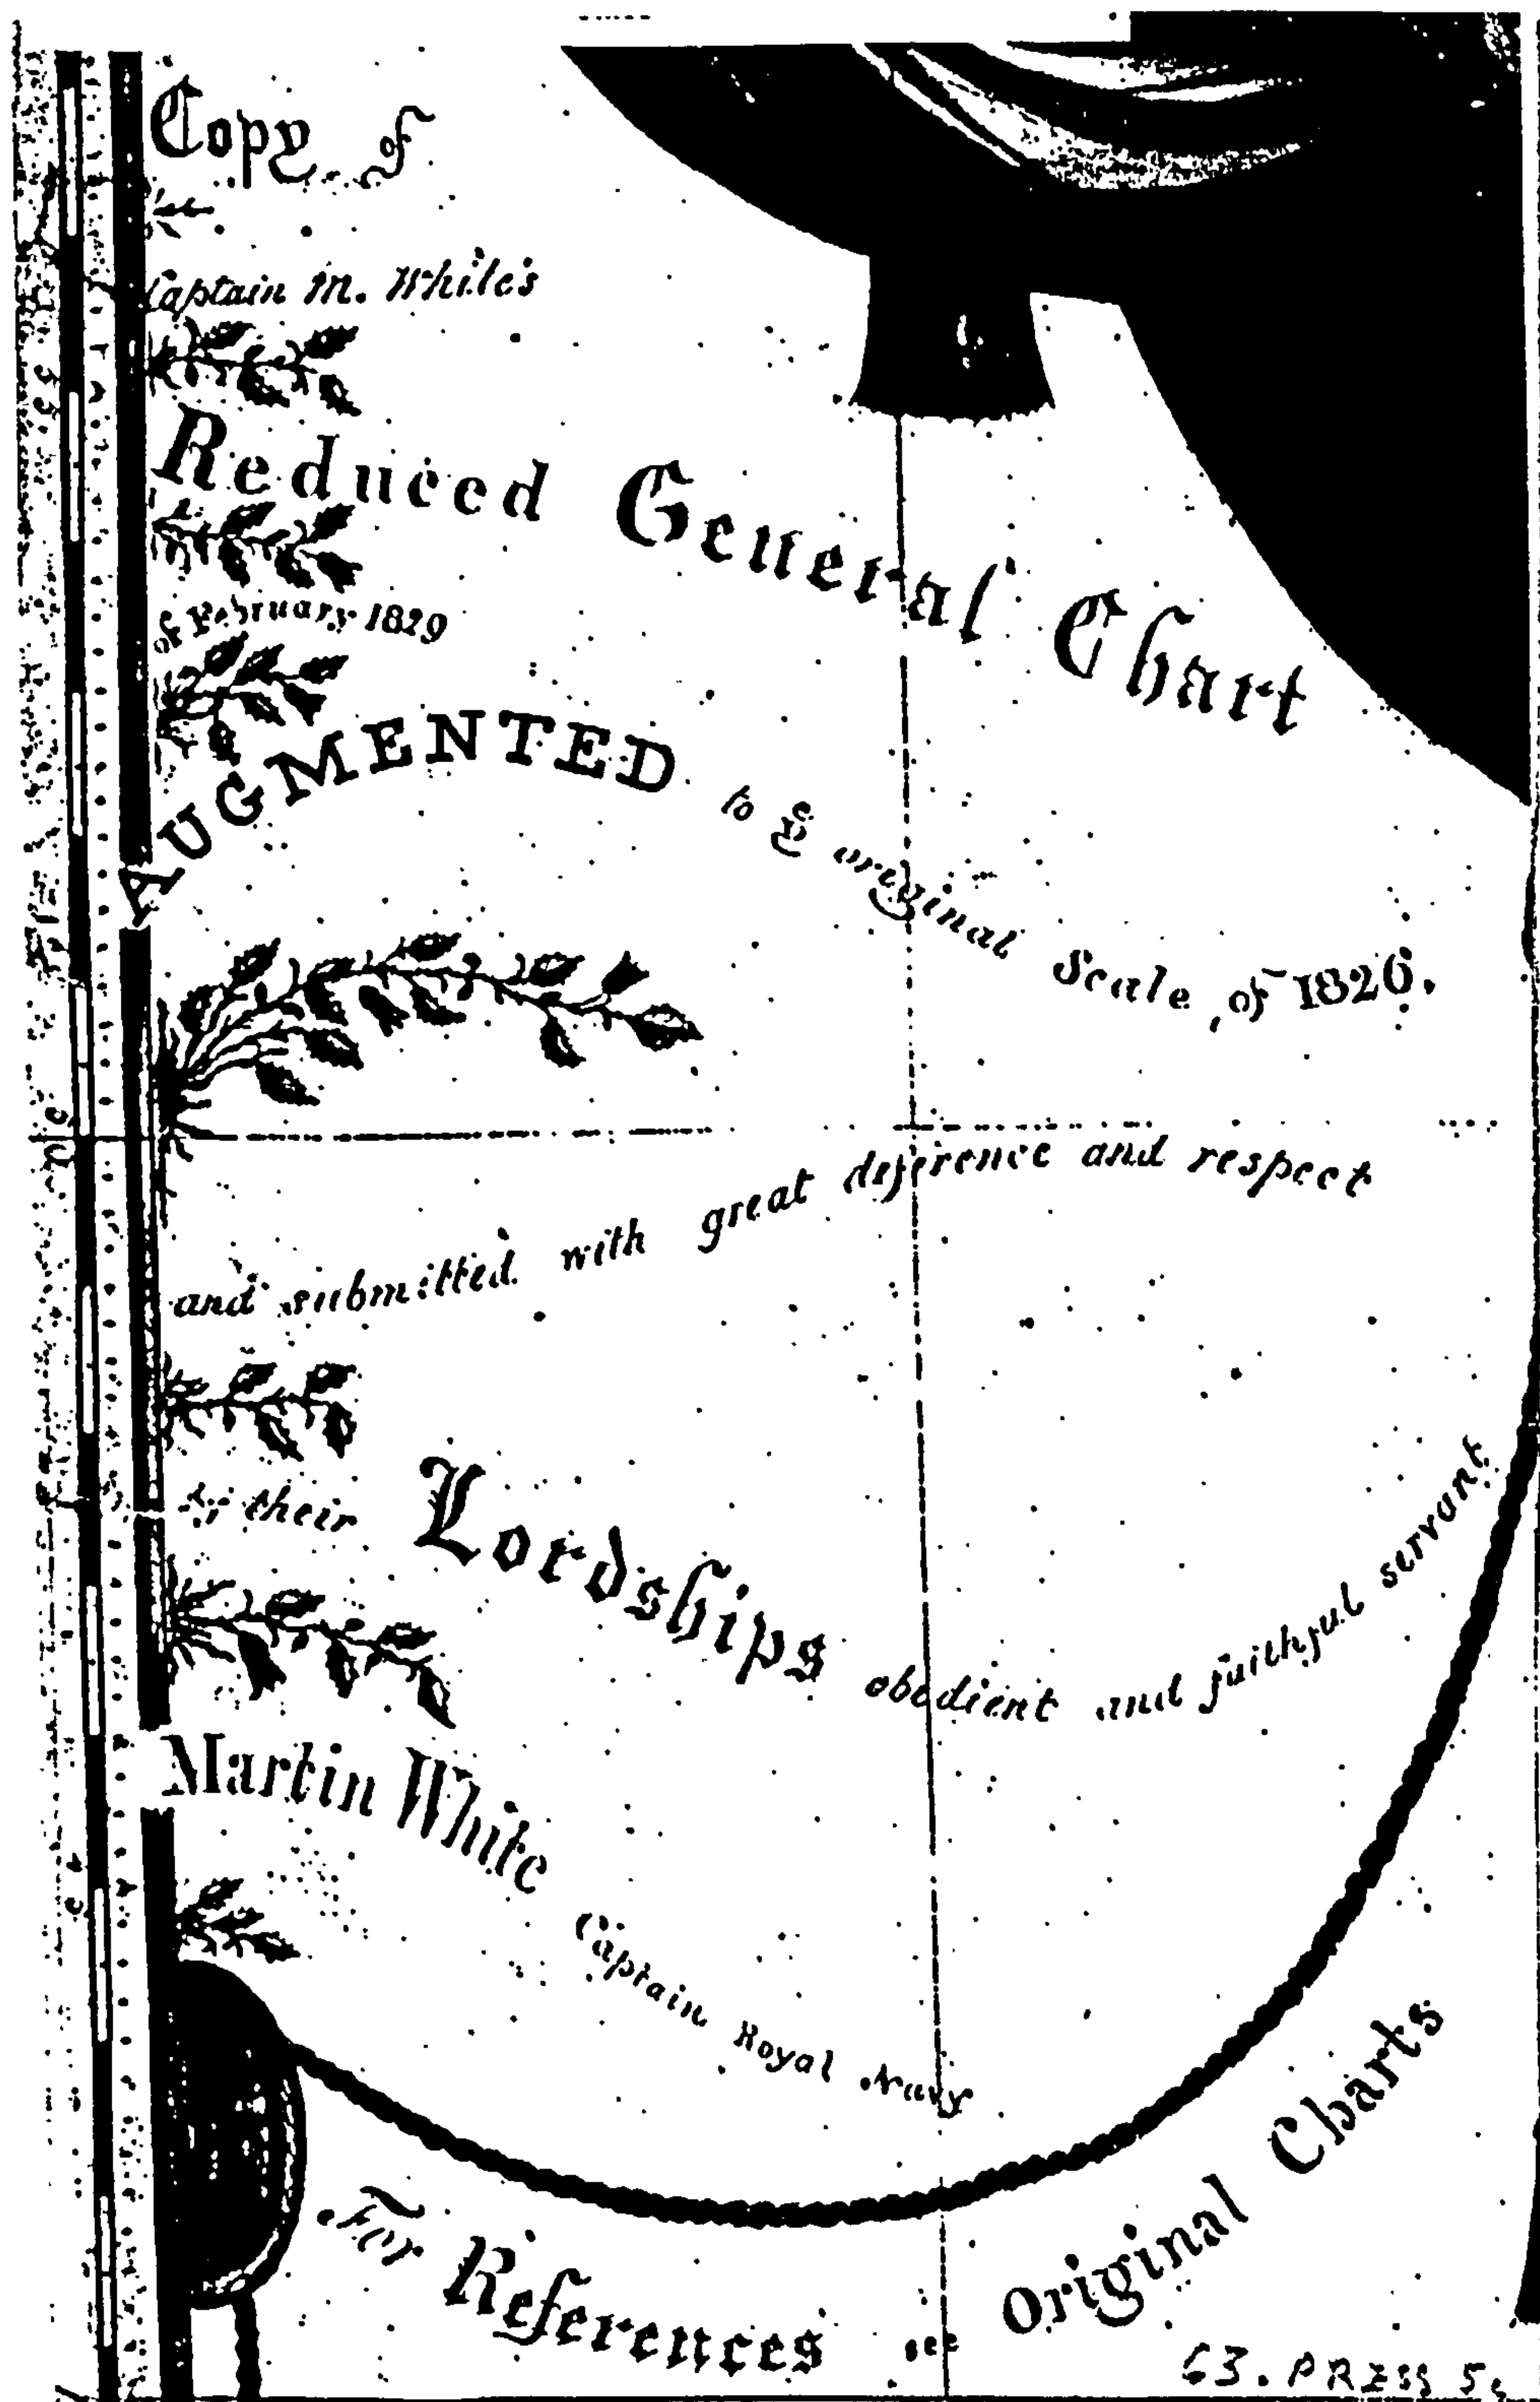 Copy of
Captain M. White's
Reduced General Chart
of February 1829
AUGMENTED to ye original Scale, of 1826.
and submitted with great deference and respect
by their Lordships obedient and faithful servant
Martin White Captain Royal Navy
For References see Original Charts
63. PRESS